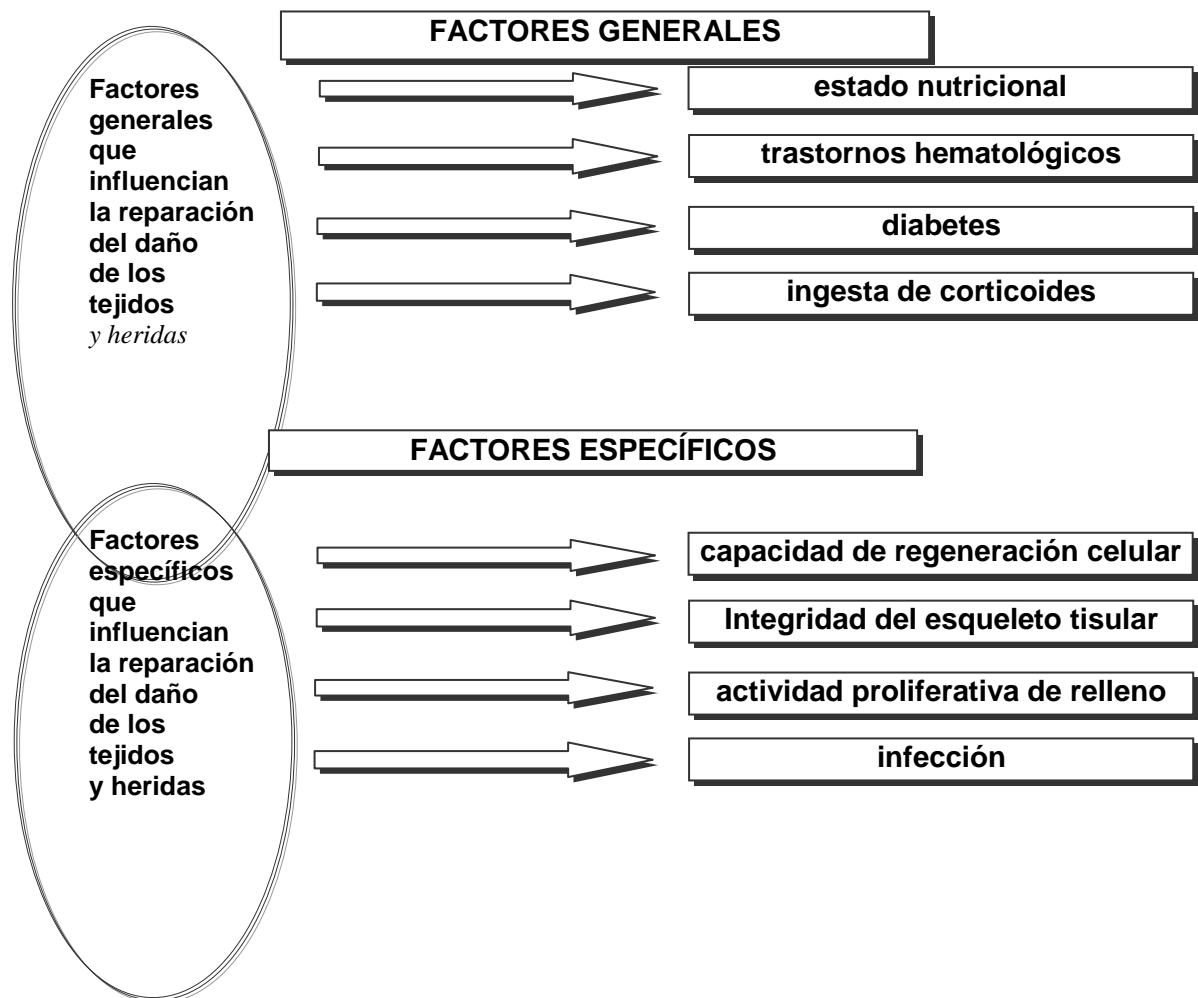 FACTORES GENERALES
Factores
generales
que
influencian
la reparación
del daño
de los
tejidos
y heridas
estado nutricional
trastornos hematológicos
diabetes
ingesta de corticoides
FACTORES ESPECÍFICOS
Factores
específicos
que
influencian
la reparación
del daño
de los
tejidos
y heridas
capacidad de regeneración celular
Integridad del esqueleto tisular
actividad proliferativa de relleno
infección